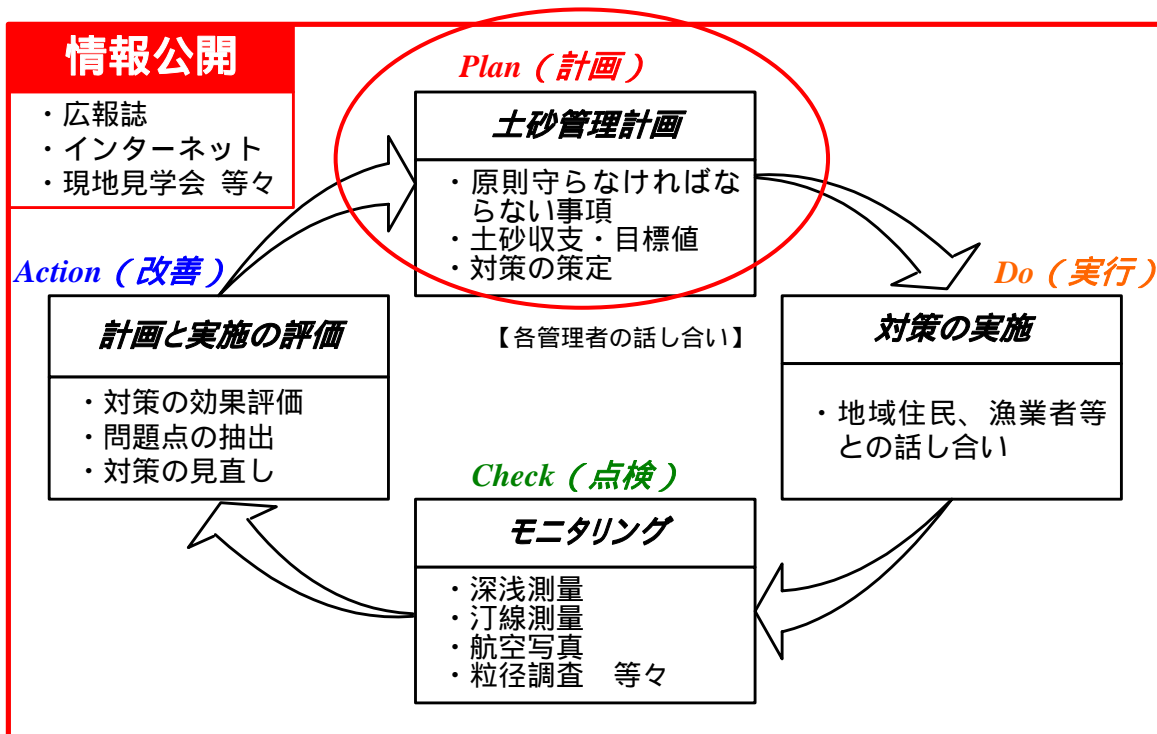 情報公開
・広報誌
・インターネット
・現地見学会 等々
Plan（計画）
土砂管理計画
・原則守らなければな
らない事項
・土砂収支・目標値
・対策の策定
【各管理者の話し合い】
Do（実行）
対策の実施
・地域住民、漁業者等
との話し合い
Check（点検）
モニタリング
・深浅測量
・汀線測量
・航空写真
・粒径調査　等々
Action（改善）
計画と実施の評価
・対策の効果評価
・問題点の抽出
・対策の見直し